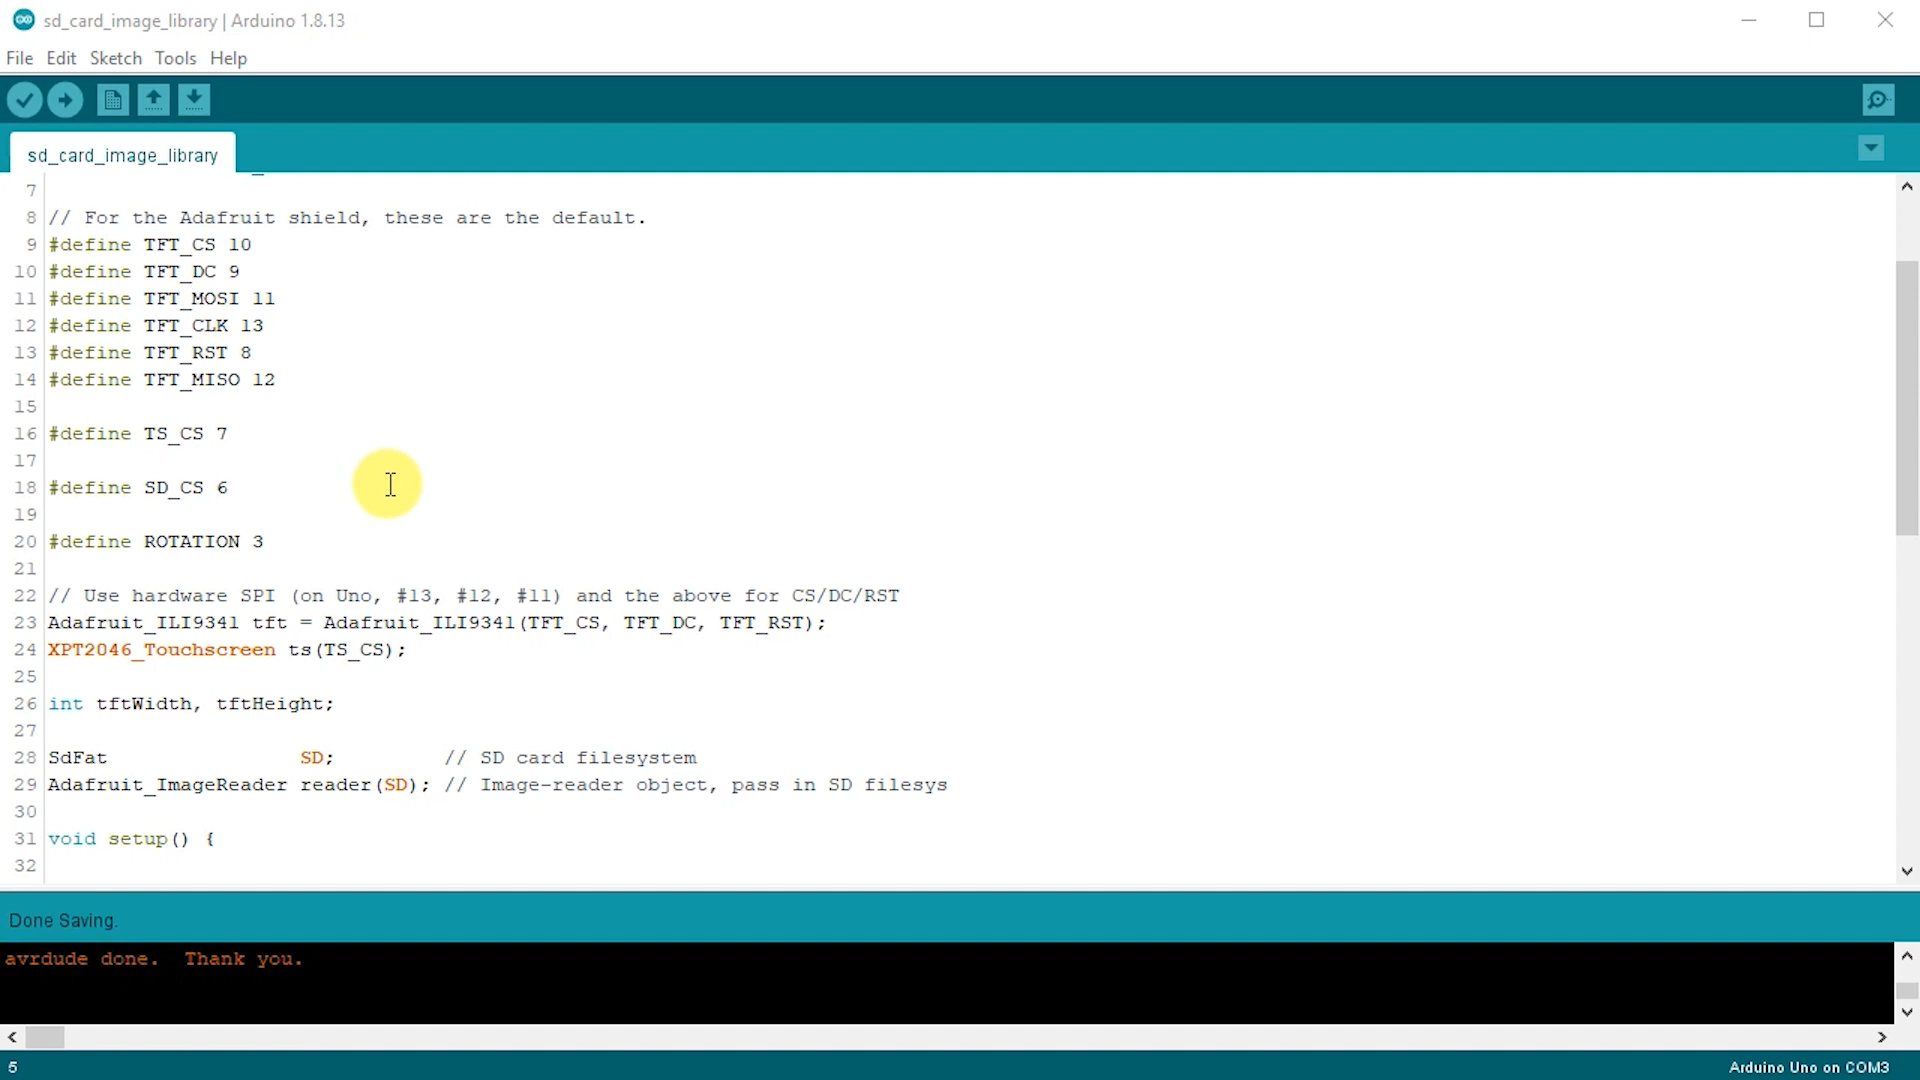 sd_card_image_library | Arduino 1.8.13
File Edit Sketch Tools Help
sd_card_image_library
7
8 // For the Adafruit shield, these are the default.
9 #define TFT_CS 10
10 #define TFT_DC 9
11 #define TFT_MOSI 11
12 #define TFT_CLK 13
13 #define TFT_RST 8
14 #define TFT_MISO 12
15
16 #define TS_CS 7
17
18 #define SD_CS 6
19
20 #define ROTATION 3
21
22 // Use hardware SPI (on Uno, #13, #12, #11) and the above for CS/DC/RST
23 Adafruit_ILI9341 tft = Adafruit_ILI9341(TFT_CS, TFT_DC, TFT_RST);
24 XPT2046_Touchscreen ts(TS_CS);
25
26 int tftWidth, tftHeight;
27
28 SdFat                SD;         // SD card filesystem
29 Adafruit_ImageReader reader(SD); // Image-reader object, pass in SD filesys
30
31 void setup() {
32
Done Saving.
avrdude done.  Thank you.
5 Arduino Uno on COM3